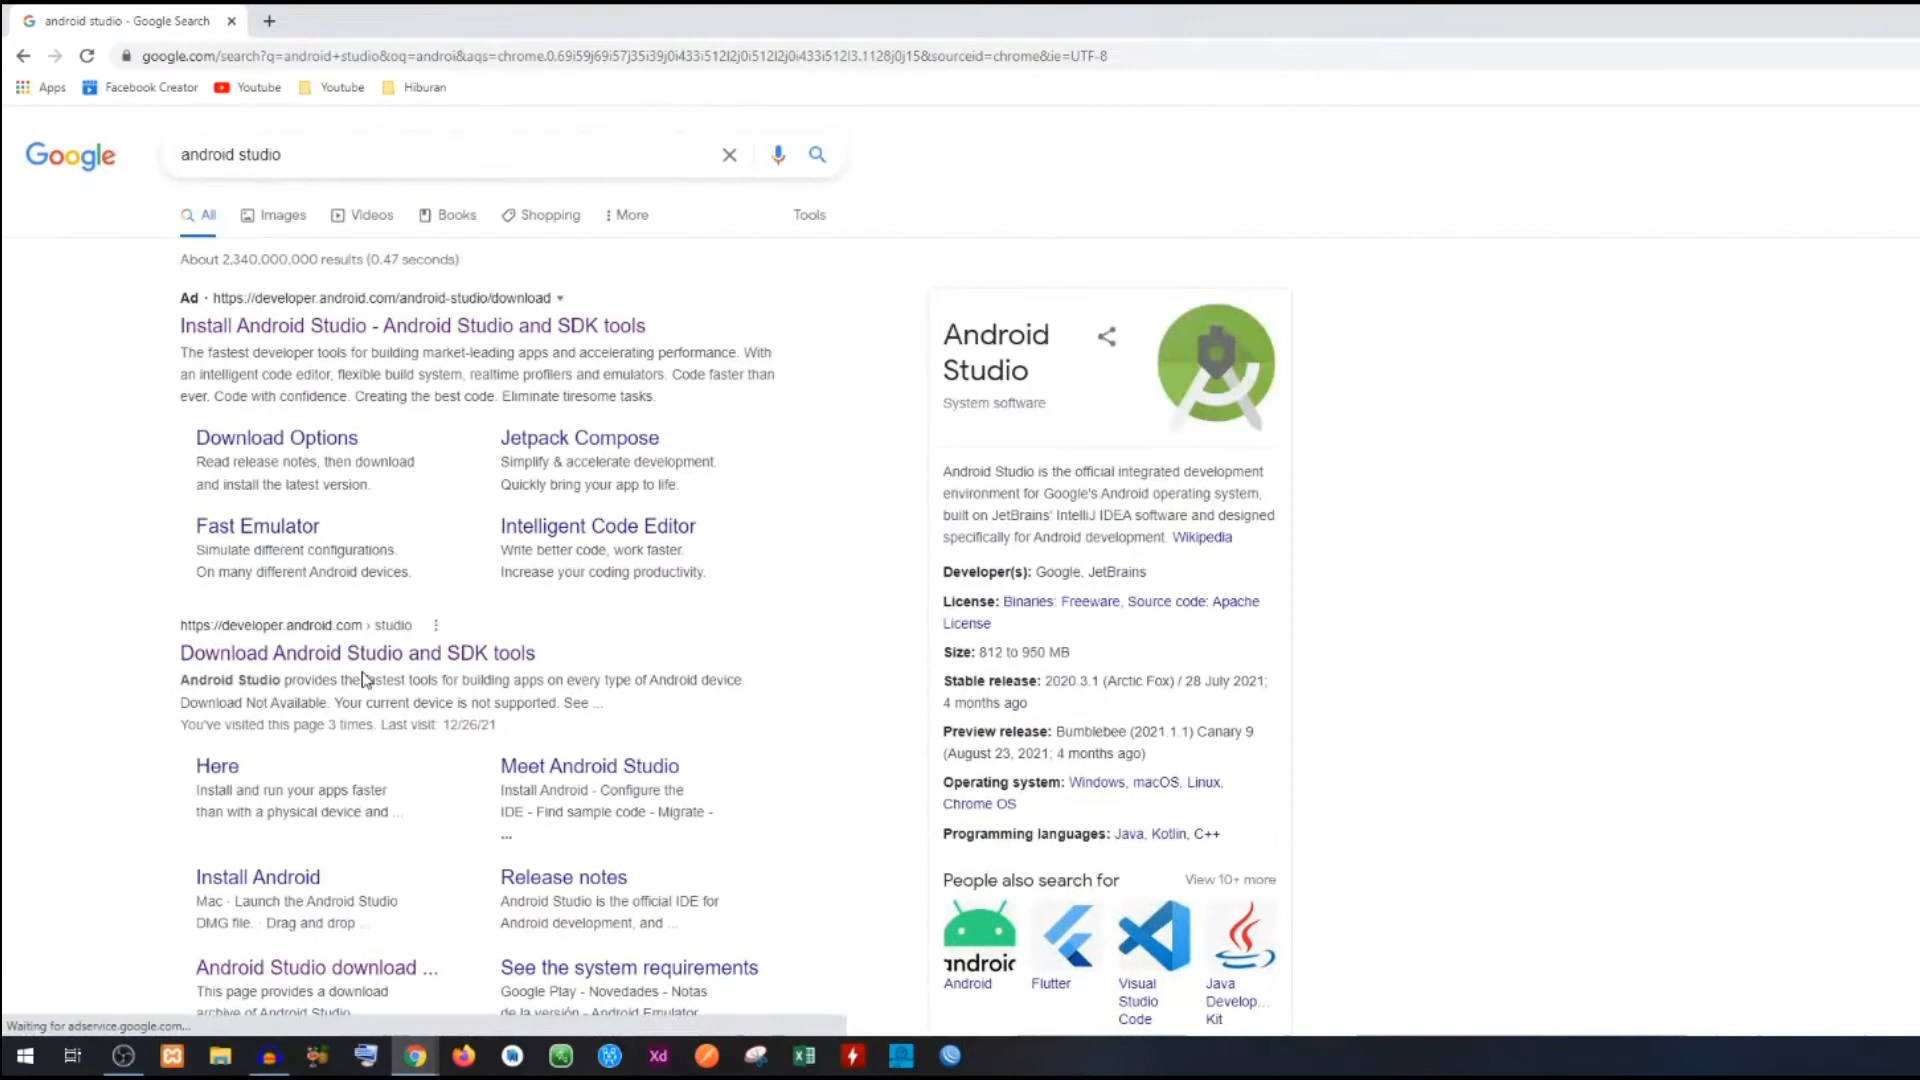 android studio - Google Search
google.com/search?q=android+studio&oq=androi&aqs=chrome.0.69i59j69i57j35i39j0i433i512l2j0i512l2j0i433i512l3.1128j0j15&sourceid=chrome&ie=UTF-8
Apps Facebook Creator Youtube Youtube Hiburan
Google
android studio
All Images Videos Books Shopping More Tools
About 2,340,000,000 results (0.47 seconds)
Ad · https://developer.android.com/android-studio/download
Install Android Studio - Android Studio and SDK tools
The fastest developer tools for building market-leading apps and accelerating performance. With
an intelligent code editor, flexible build system, realtime profilers and emulators. Code faster than
ever. Code with confidence. Creating the best code. Eliminate tiresome tasks.
Download Options
Read release notes, then download
and install the latest version.
Jetpack Compose
Simplify & accelerate development.
Quickly bring your app to life.
Fast Emulator
Simulate different configurations.
On many different Android devices.
Intelligent Code Editor
Write better code, work faster.
Increase your coding productivity.
https://developer.android.com › studio
Download Android Studio and SDK tools
Android Studio provides the fastest tools for building apps on every type of Android device.
Download Not Available. Your current device is not supported. See ...
You've visited this page 3 times. Last visit: 12/26/21
Here
Install and run your apps faster
than with a physical device and ...
Meet Android Studio
Install Android - Configure the
IDE - Find sample code - Migrate -
...
Install Android
Mac · Launch the Android Studio
DMG file. · Drag and drop ...
Release notes
Android Studio is the official IDE for
Android development, and ...
Android Studio download ...
This page provides a download
archive of Android Studio
See the system requirements
Google Play - Novedades - Notas
de la versión - Android Emulator
Android
Studio
System software
Android Studio is the official integrated development
environment for Google's Android operating system,
built on JetBrains' IntelliJ IDEA software and designed
specifically for Android development. Wikipedia
Developer(s): Google, JetBrains
License: Binaries: Freeware, Source code: Apache
License
Size: 812 to 950 MB
Stable release: 2020.3.1 (Arctic Fox) / 28 July 2021;
4 months ago
Preview release: Bumblebee (2021.1.1) Canary 9
(August 23, 2021; 4 months ago)
Operating system: Windows, macOS, Linux,
Chrome OS
Programming languages: Java, Kotlin, C++
People also search for View 10+ more
android
Android
Flutter
Visual
Studio
Code
Java
Develop...
Kit
Waiting for adservice.google.com...
Xd